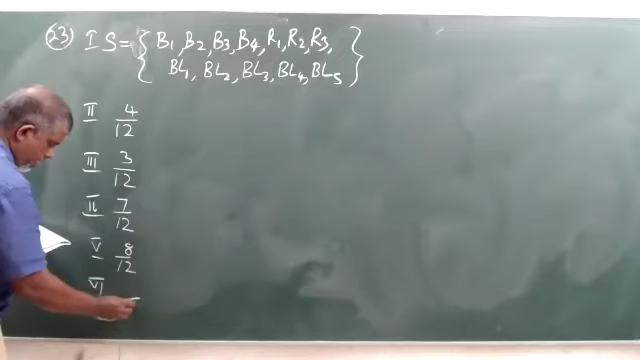 (23) I S = { B1, B2, B3, B4, R1, R2, R3,
BL1, BL2, BL3, BL4, BL5 }
II 4/12
III 3/12
II 7/12
V 8/12
VI